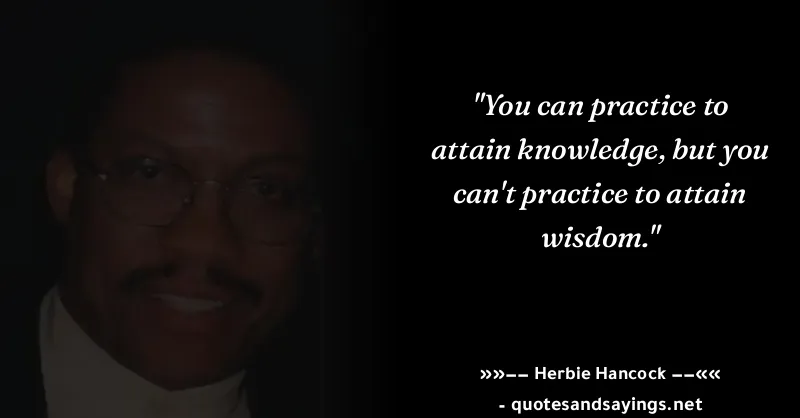 "You can practice to
attain knowledge, but you
can't practice to attain
wisdom."
»»–– Herbie Hancock ––««
- quotesandsayings.net